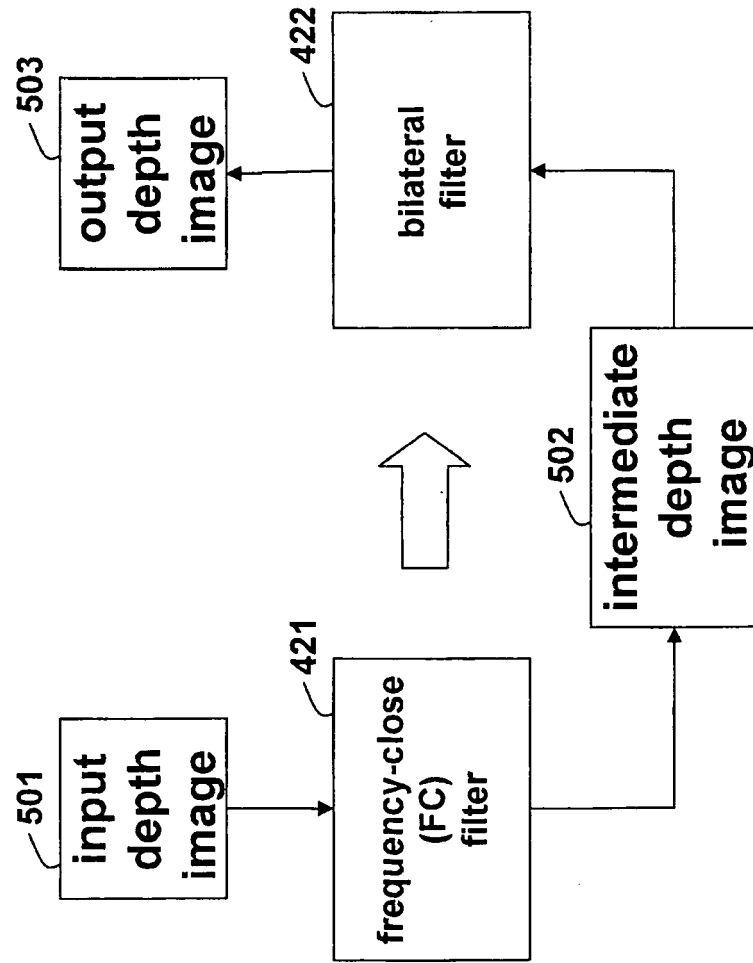 501
input
depth
image
421
frequency-close
(FC)
filter
502
intermediate
depth
image
422
bilateral
filter
503
output
depth
image